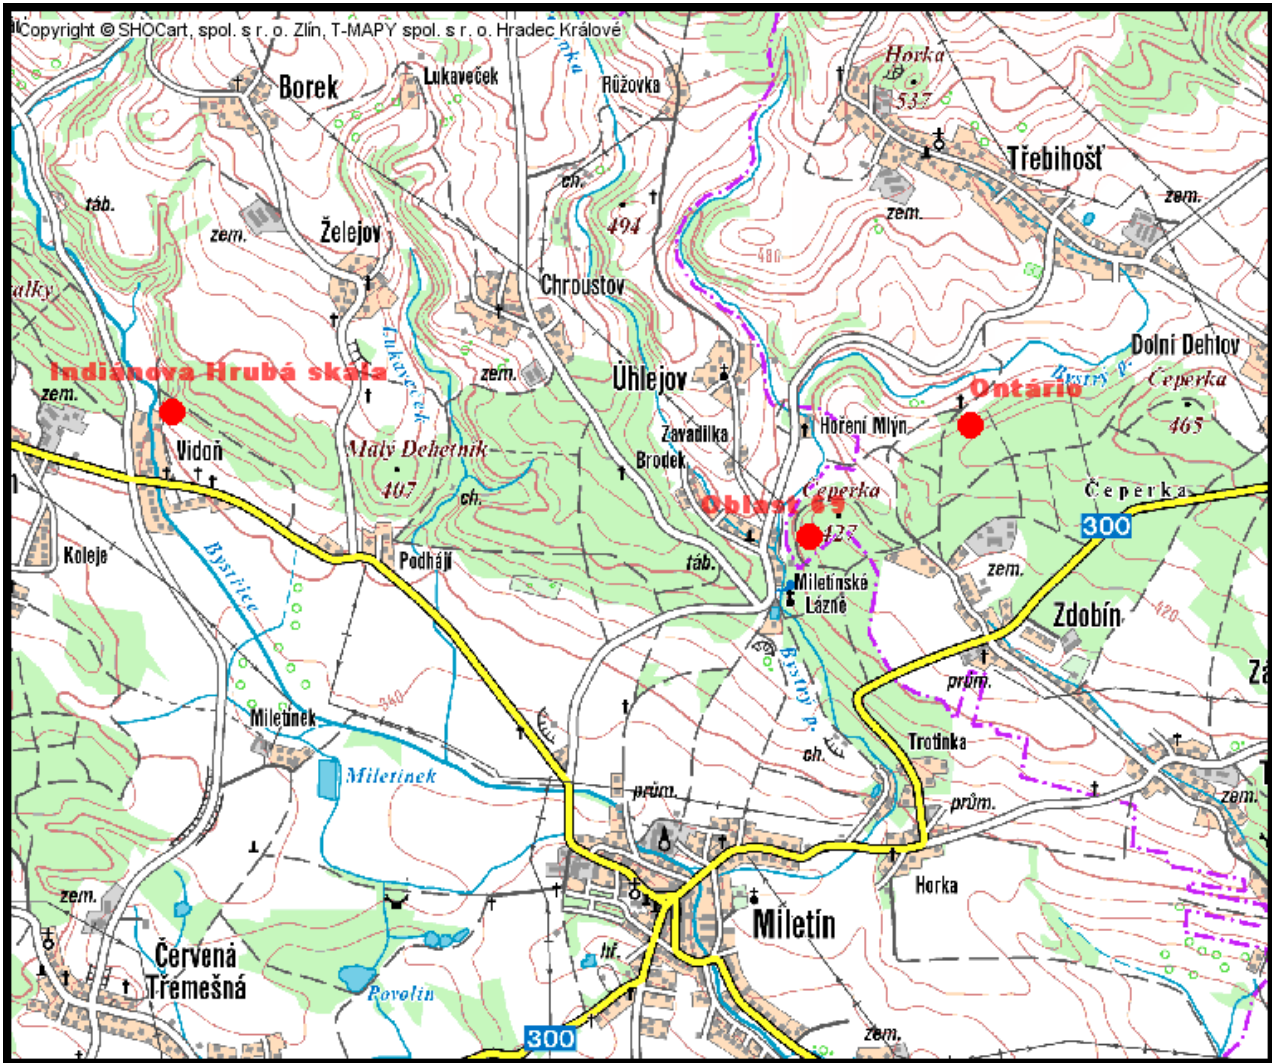 Copyright © SHOCart, spol. s r. o. Zlín, T-MAPY spol. s r. o. Hradec Králové
Borek
Lukaveček
Růžovka
Horka
537
Třebihošť
táb.
zem.
Želejov
ch.
494
zem.
zem.
480
Chroustov
Lukaveček
zem.
Úhlejov
Dolní Dehtov
Bystrý p.
Čeperka
465
Indiánova Hrubá skála
zem.
Ontário
Vidoň
Malý Dehetník
407
Zavadilka
Brodek
Hoření Mlýn
ch.
Oblast 69
Čeperka
427
Čeperka
300
Koleje
Bystřice
Podhájí
táb.
Miletínské
Lázně
zem.
Zdobín
420
Bystrý p.
prům.
340
Miletínek
Miletínek
ch.
Trotinka
prům.
prům.
zem.
zem.
Horka
Miletín
Červená
Třemešná
hř.
Povolín
300
zem.